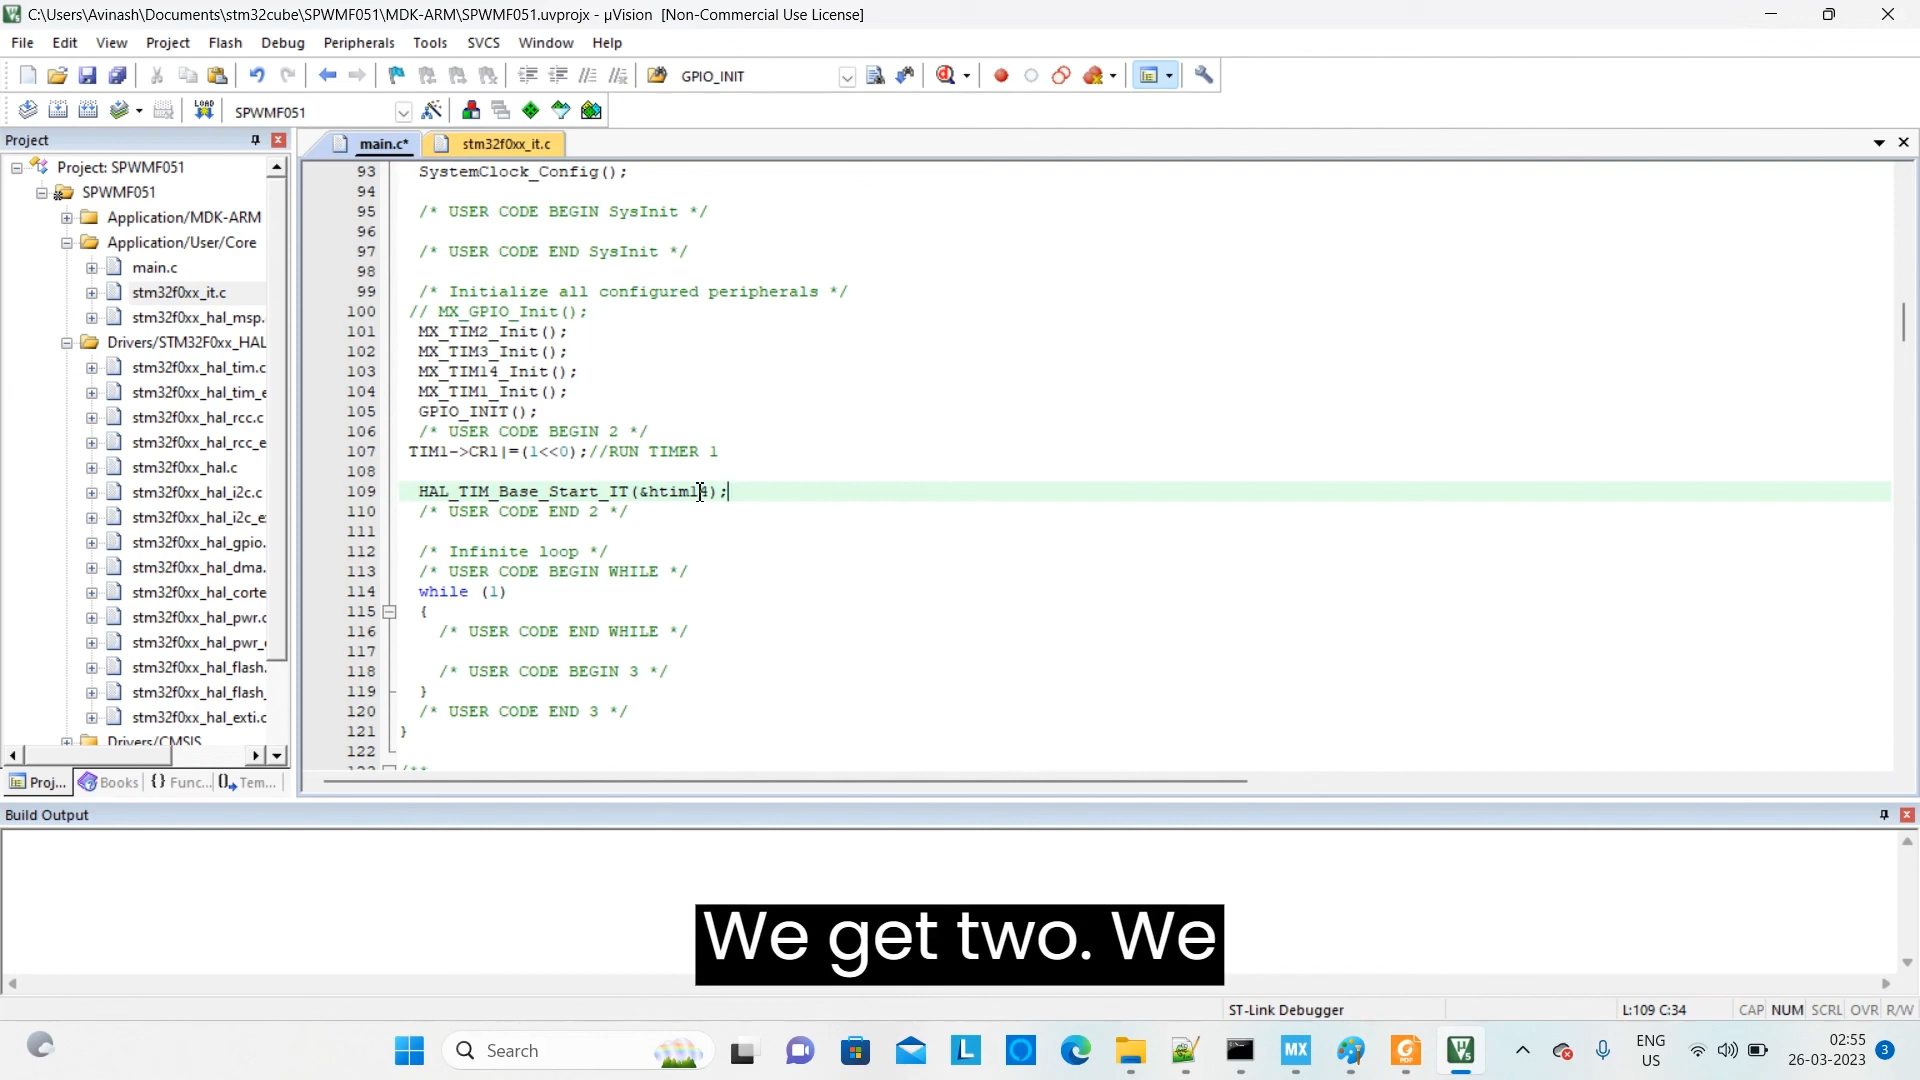 C:\Users\Avinash\Documents\stm32cube\SPWMF051\MDK-ARM\SPWMF051.uvprojx - µVision [Non-Commercial Use License]
File Edit View Project Flash Debug Peripherals Tools SVCS Window Help
GPIO_INIT
LOAD SPWMF051
Project
main.c* stm32f0xx_it.c
Project: SPWMF051
SPWMF051
Application/MDK-ARM
Application/User/Core
main.c
stm32f0xx_it.c
stm32f0xx_hal_msp.
Drivers/STM32F0xx_HAL
stm32f0xx_hal_tim.c
stm32f0xx_hal_tim_e
stm32f0xx_hal_rcc.c
stm32f0xx_hal_rcc_e
stm32f0xx_hal.c
stm32f0xx_hal_i2c.c
stm32f0xx_hal_i2c_e
stm32f0xx_hal_gpio.
stm32f0xx_hal_dma.
stm32f0xx_hal_corte
stm32f0xx_hal_pwr.c
stm32f0xx_hal_pwr_
stm32f0xx_hal_flash.
stm32f0xx_hal_flash_
stm32f0xx_hal_exti.c
Drivers/CMSIS
Proj... Books {} Func... Tem...
93 SystemClock_Config();
94
95 /* USER CODE BEGIN SysInit */
96
97 /* USER CODE END SysInit */
98
99 /* Initialize all configured peripherals */
100 // MX_GPIO_Init();
101 MX_TIM2_Init();
102 MX_TIM3_Init();
103 MX_TIM14_Init();
104 MX_TIM1_Init();
105 GPIO_INIT();
106 /* USER CODE BEGIN 2 */
107 TIM1->CR1|=(1<<0);//RUN TIMER 1
108
109 HAL_TIM_Base_Start_IT(&htim14);
110 /* USER CODE END 2 */
111
112 /* Infinite loop */
113 /* USER CODE BEGIN WHILE */
114 while (1)
115 {
116 /* USER CODE END WHILE */
117
118 /* USER CODE BEGIN 3 */
119 }
120 /* USER CODE END 3 */
121 }
122
Build Output
We get two. We
ST-Link Debugger L:109 C:34 CAP NUM SCRL OVR R/W
Search
ENG
US
02:55
26-03-2023
3